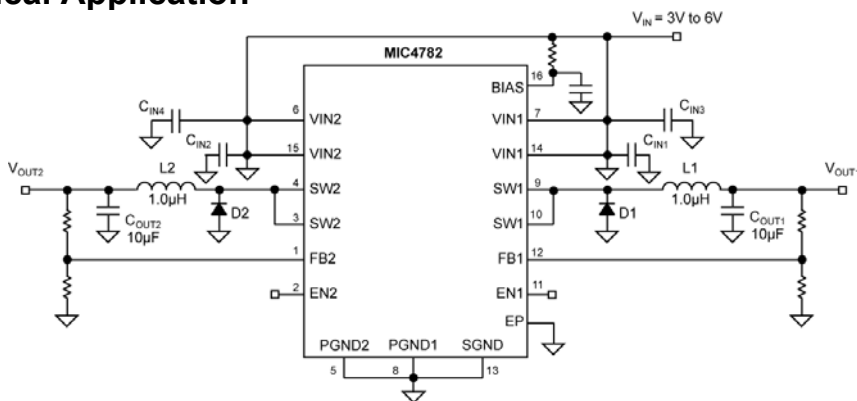 V_IN = 3V to 6V
MIC4782
BIAS
16
C_IN4
6
VIN2
VIN1
7
C_IN3
C_IN2
15
VIN2
VIN1
14
C_IN1
V_OUT2
L2
1.0µH
4
SW2
SW1
9
L1
1.0µH
V_OUT1
C_OUT2
10µF
D2
3
SW2
SW1
10
D1
C_OUT1
10µF
1
FB2
FB1
12
2
EN2
EN1
11
EP
PGND2
PGND1
SGND
5
8
13